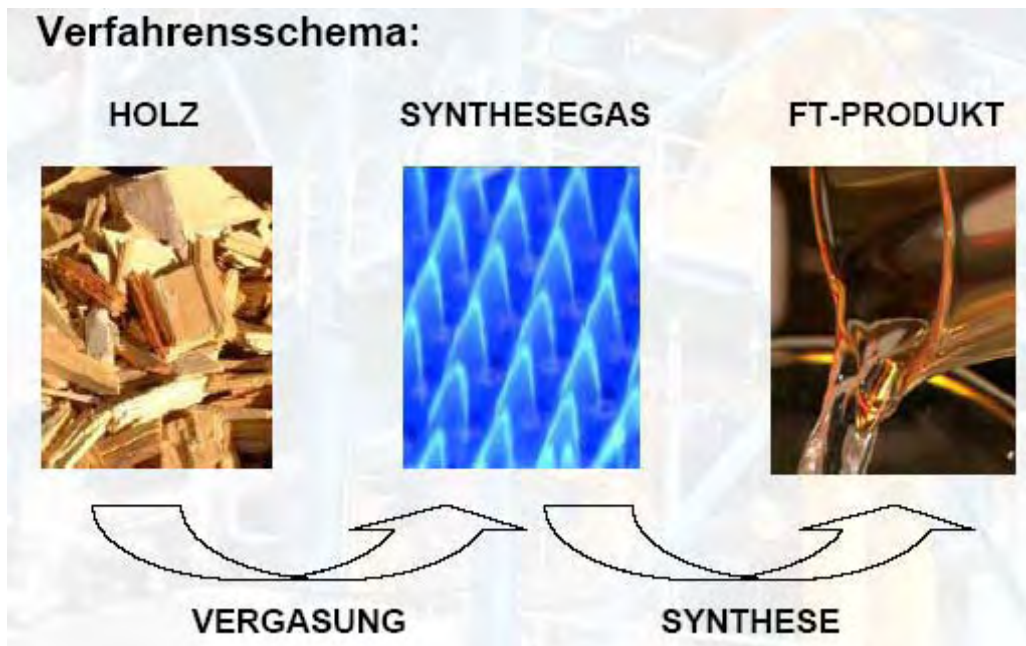 Verfahrensschema:
HOLZ SYNTHESEGAS FT-PRODUKT
VERGASUNG SYNTHESE